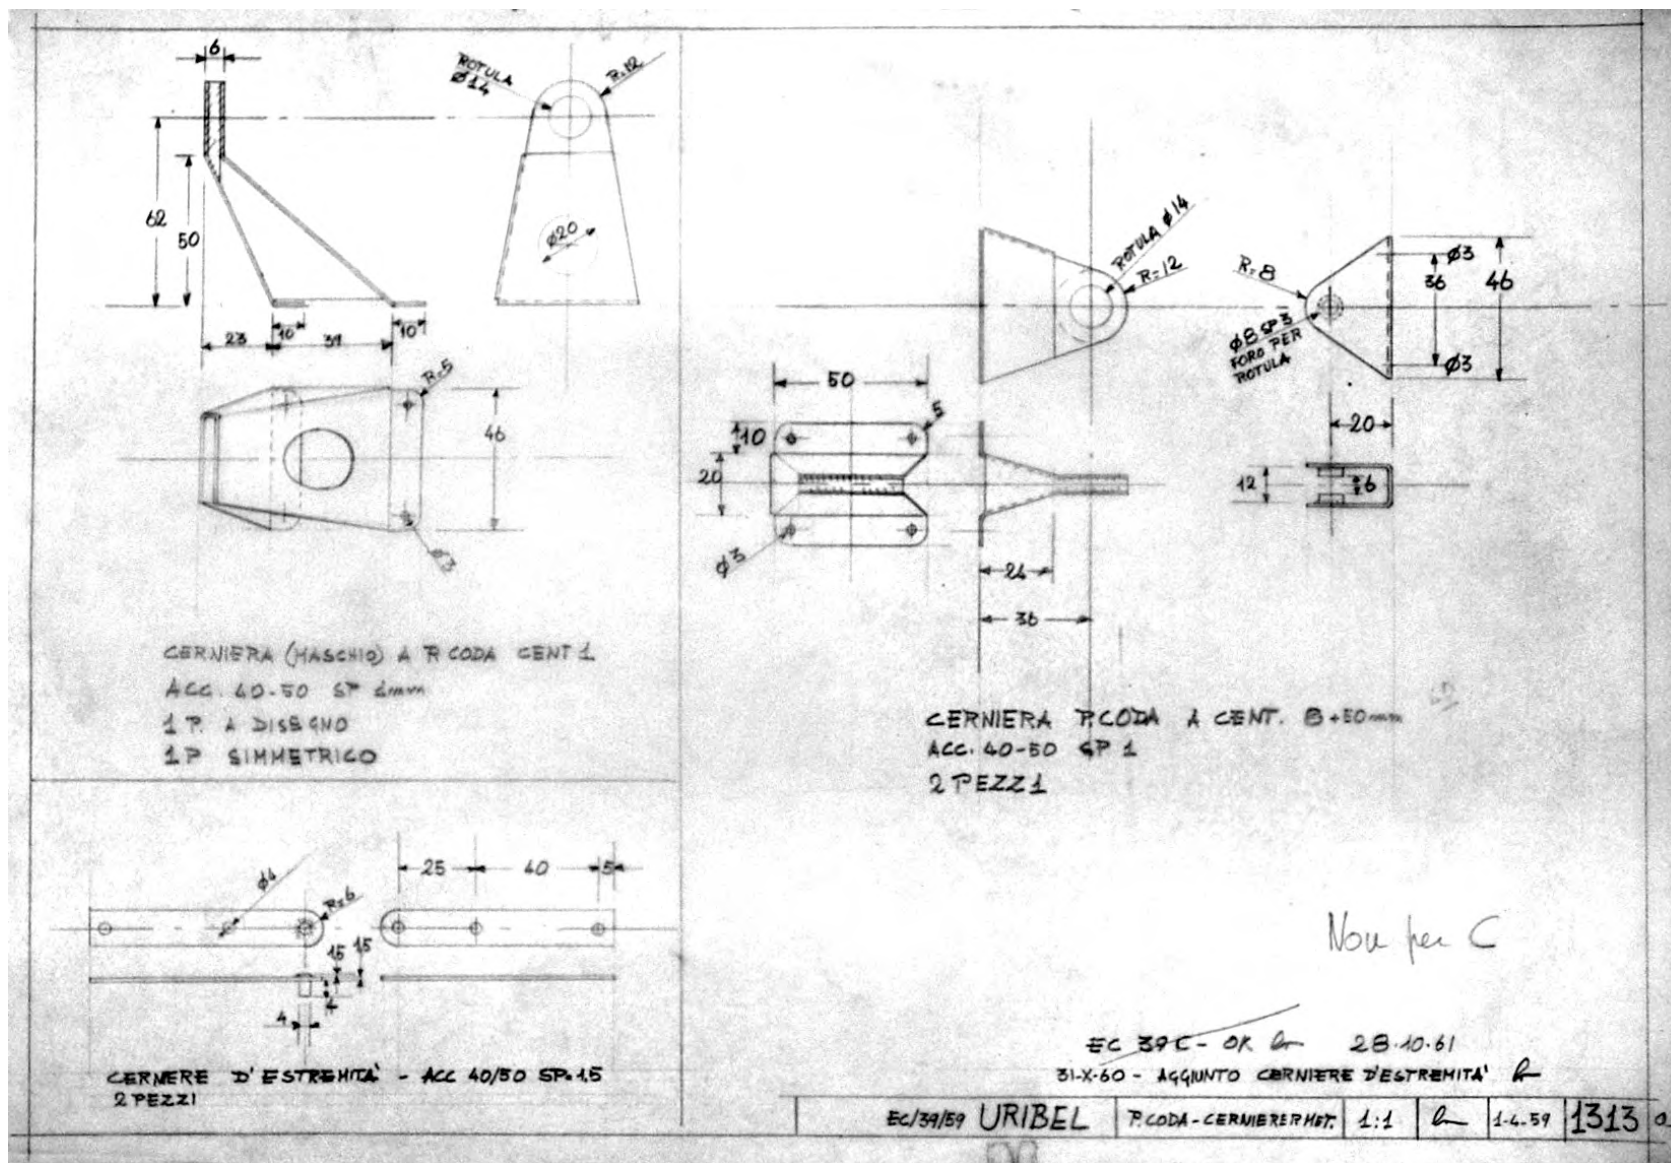 6
ROTULA
Ø14
R=12
62
50
Ø20
23
10
39
10
R=5
46
Ø3
CERNIERA (MASCHIO) A P. CODA CENT 1
ACC. 40-50 SP 1mm
1 P. A DISEGNO
1 P SIMMETRICO
ROTULA Ø14
R=12
R=8
Ø8 SP 3
FORO PER
ROTULA
Ø3
36
46
Ø3
50
5
10
20
Ø3
24
36
20
12
6
CERNIERA P. CODA A CENT. 8+50mm
ACC. 40-50 SP 1
2 PEZZI
Ø4
R=6
25
40
5
15
15
4
4
CERNERE D'ESTREMITA' - ACC 40/50 SP=1,5
2 PEZZI
Non per C
EC 39C - OK 28.10.61
31-X-60 - AGGIUNTO CERNIERE D'ESTREMITA'
EC/39/59 URIBEL
P. CODA-CERNIERE
1:1
1-4-59
1313